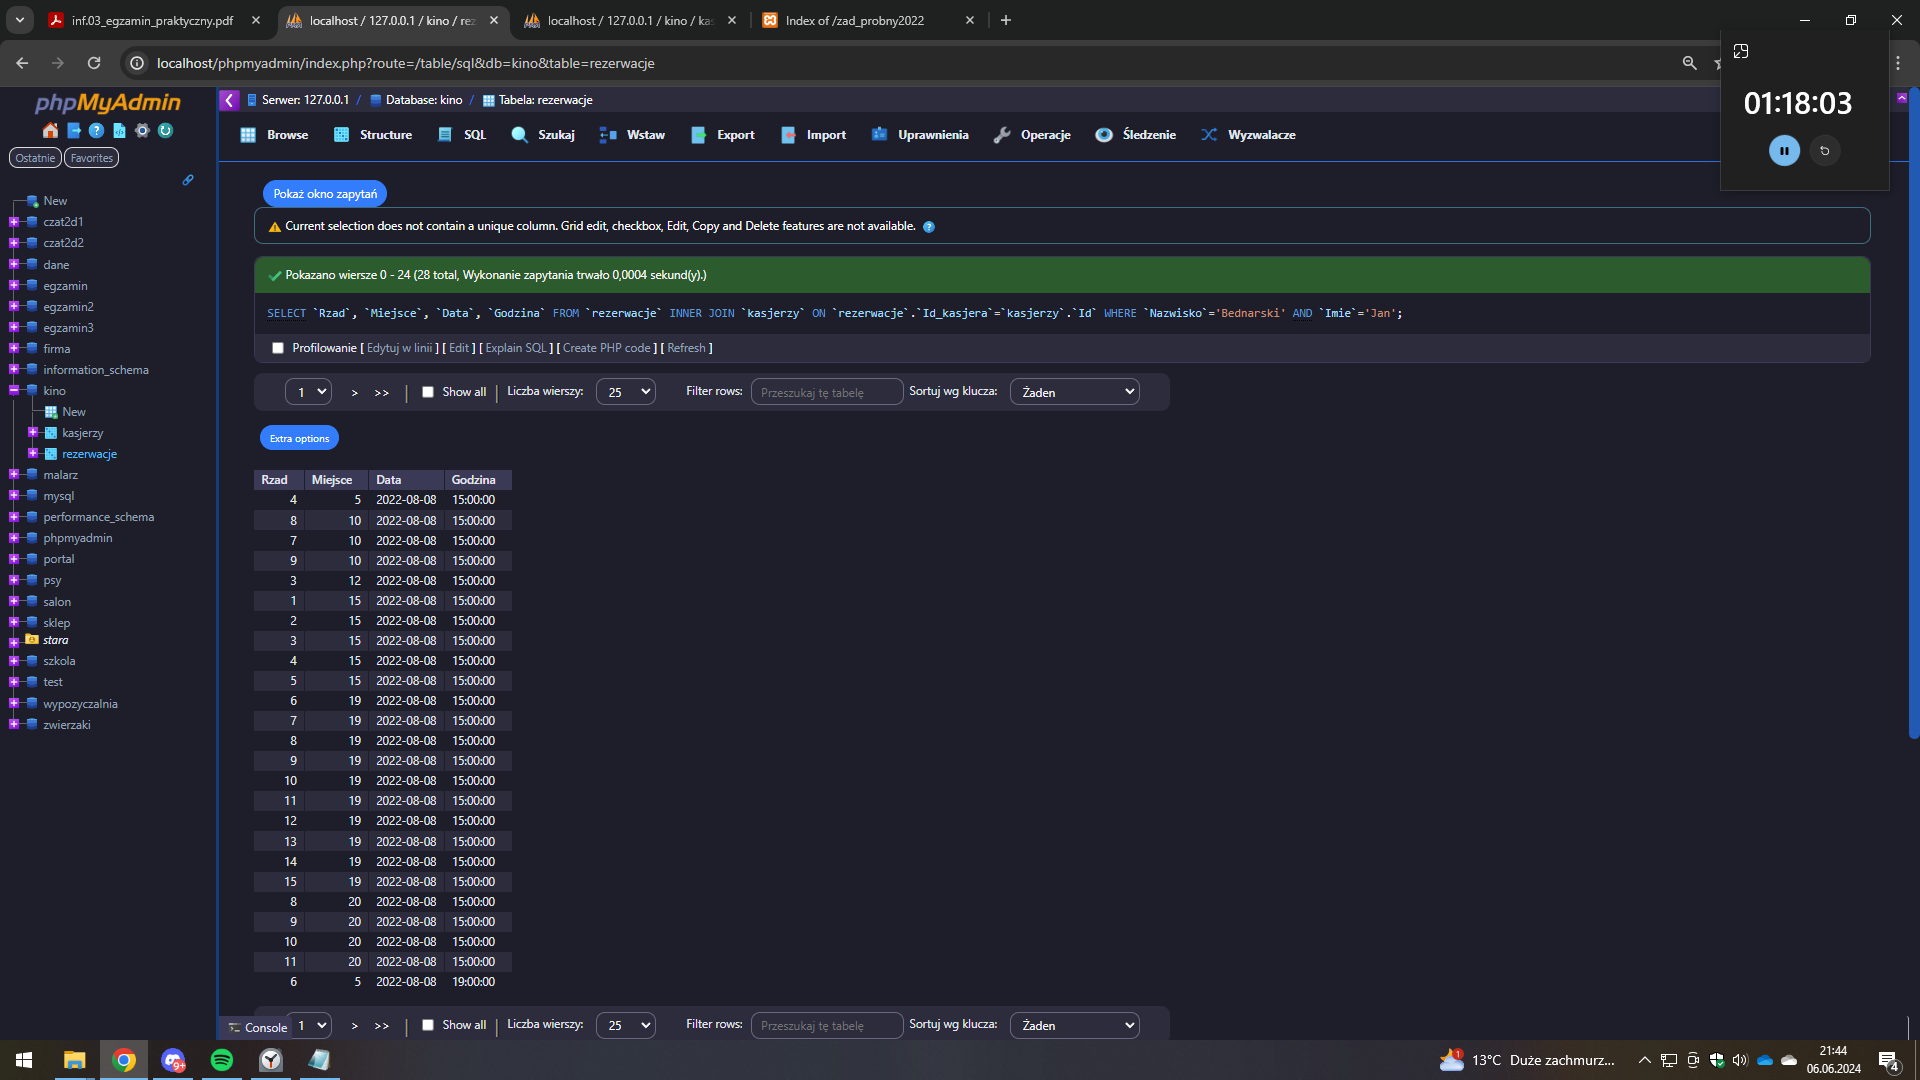 inf.03_egzamin_praktyczny.pdf
localhost / 127.0.0.1 / kino / rez
localhost / 127.0.0.1 / kino / kas
Index of /zad_probny2022
localhost/phpmyadmin/index.php?route=/table/sql&db=kino&table=rezerwacje
01:18:03
phpMyAdmin
Ostatnie
Favorites
New
czat2d1
czat2d2
dane
egzamin
egzamin2
egzamin3
firma
information_schema
kino
New
kasjerzy
rezerwacje
malarz
mysql
performance_schema
phpmyadmin
portal
psy
salon
sklep
stara
szkola
test
wypozyczalnia
zwierzaki
Serwer: 127.0.0.1 / Database: kino / Tabela: rezerwacje
Browse Structure SQL Szukaj Wstaw Export Import Uprawnienia Operacje Śledzenie Wyzwalacze
Pokaż okno zapytań
Current selection does not contain a unique column. Grid edit, checkbox, Edit, Copy and Delete features are not available.
Pokazano wiersze 0 - 24 (28 total, Wykonanie zapytania trwało 0,0004 sekund(y).)
SELECT `Rzad`, `Miejsce`, `Data`, `Godzina` FROM `rezerwacje` INNER JOIN `kasjerzy` ON `rezerwacje`.`Id_kasjera`=`kasjerzy`.`Id` WHERE `Nazwisko`='Bednarski' AND `Imie`='Jan';
Profilowanie [ Edytuj w linii ] [ Edit ] [ Explain SQL ] [ Create PHP code ] [ Refresh ]
1 > >> | Show all | Liczba wierszy: 25 Filter rows: Przeszukaj tę tabelę Sortuj wg klucza: Żaden
Extra options
Rzad Miejsce Data Godzina
4 5 2022-08-08 15:00:00
8 10 2022-08-08 15:00:00
7 10 2022-08-08 15:00:00
9 10 2022-08-08 15:00:00
3 12 2022-08-08 15:00:00
1 15 2022-08-08 15:00:00
2 15 2022-08-08 15:00:00
3 15 2022-08-08 15:00:00
4 15 2022-08-08 15:00:00
5 15 2022-08-08 15:00:00
6 19 2022-08-08 15:00:00
7 19 2022-08-08 15:00:00
8 19 2022-08-08 15:00:00
9 19 2022-08-08 15:00:00
10 19 2022-08-08 15:00:00
11 19 2022-08-08 15:00:00
12 19 2022-08-08 15:00:00
13 19 2022-08-08 15:00:00
14 19 2022-08-08 15:00:00
15 19 2022-08-08 15:00:00
8 20 2022-08-08 15:00:00
9 20 2022-08-08 15:00:00
10 20 2022-08-08 15:00:00
11 20 2022-08-08 15:00:00
6 5 2022-08-08 19:00:00
Console 1 > >> | Show all | Liczba wierszy: 25 Filter rows: Przeszukaj tę tabelę Sortuj wg klucza: Żaden
9+
1
13°C Duże zachmurz...
21:44
06.06.2024
4